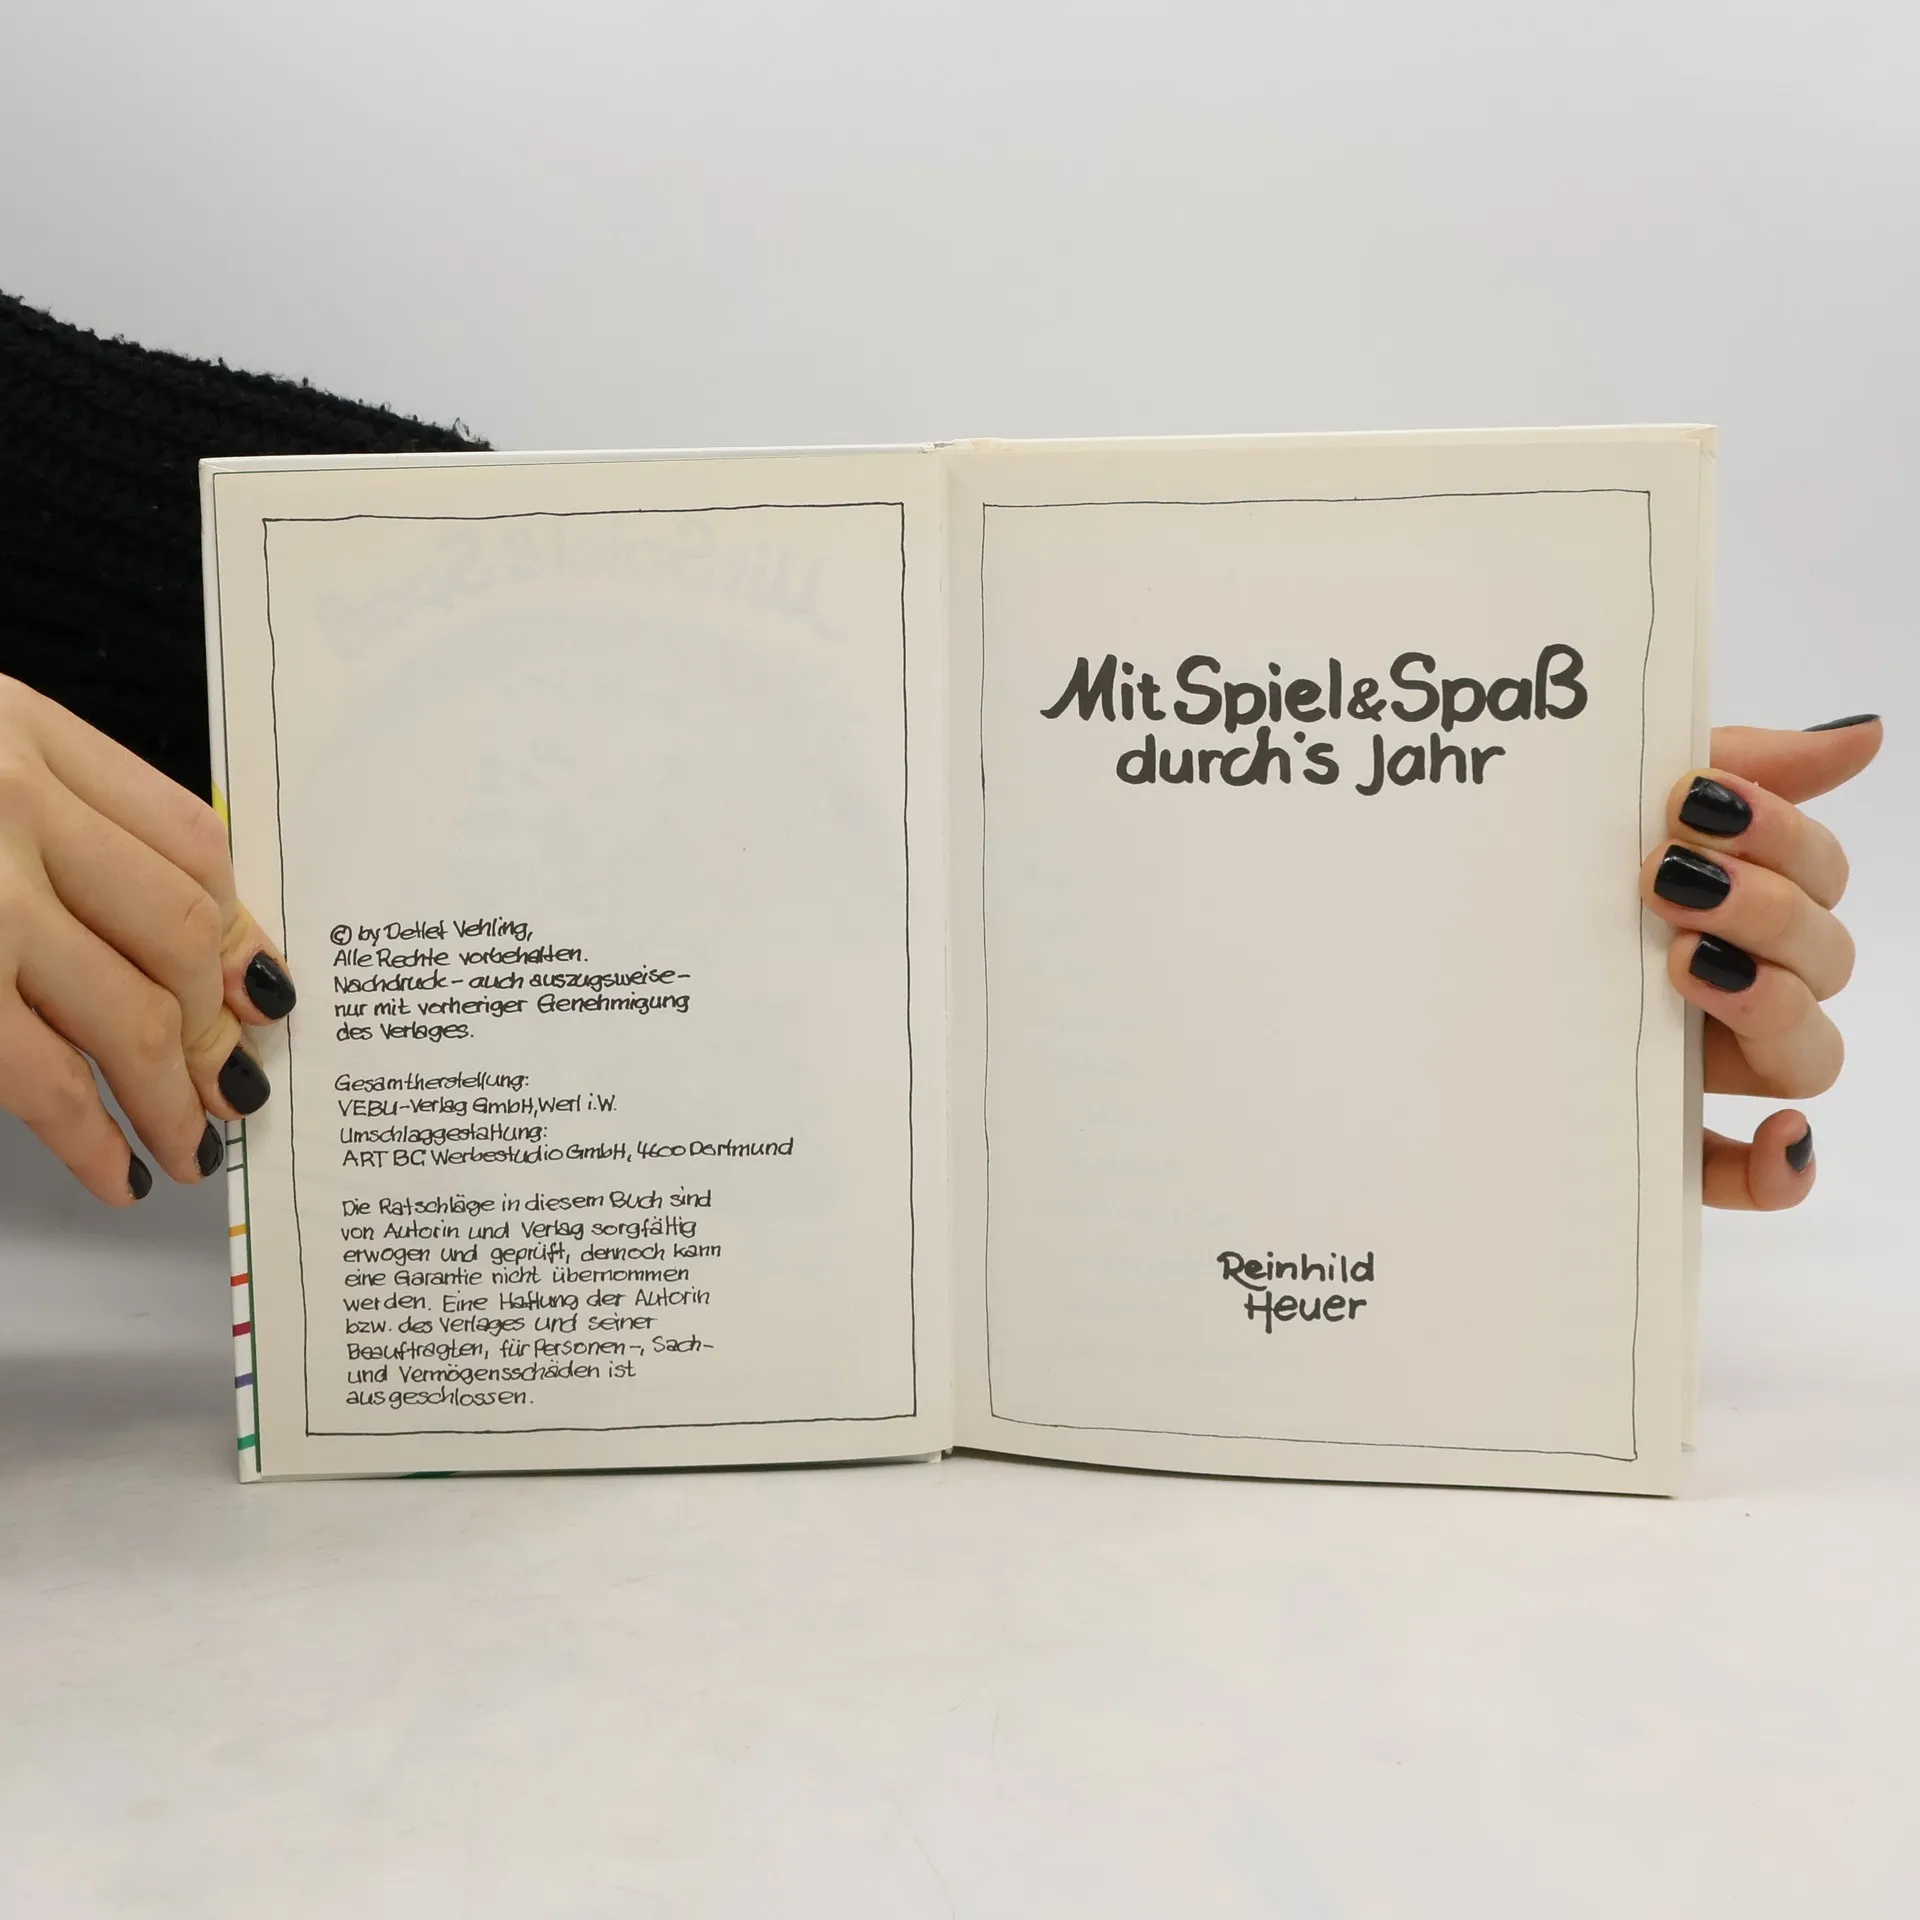 © by Detlef Vehling,
Alle Rechte vorbehalten.
Nachdruck - auch auszugsweise -
nur mit vorheriger Genehmigung
des Verlages.
Gesamtherstellung:
VEBU-Verlag GmbH, Werl i.W.
Umschlaggestaltung:
ART BC Werbestudio GmbH, 4600 Dortmund
Die Ratschläge in diesem Buch sind
von Autorin und Verlag sorgfältig
erwogen und geprüft, dennoch kann
eine Garantie nicht übernommen
werden. Eine Haftung der Autorin
bzw. des Verlages und seiner
Beauftragten, für Personen-, Sach-
und Vermögensschäden ist
ausgeschlossen.
Mit Spiel & Spaß
durch's Jahr
Reinhild
Heuer